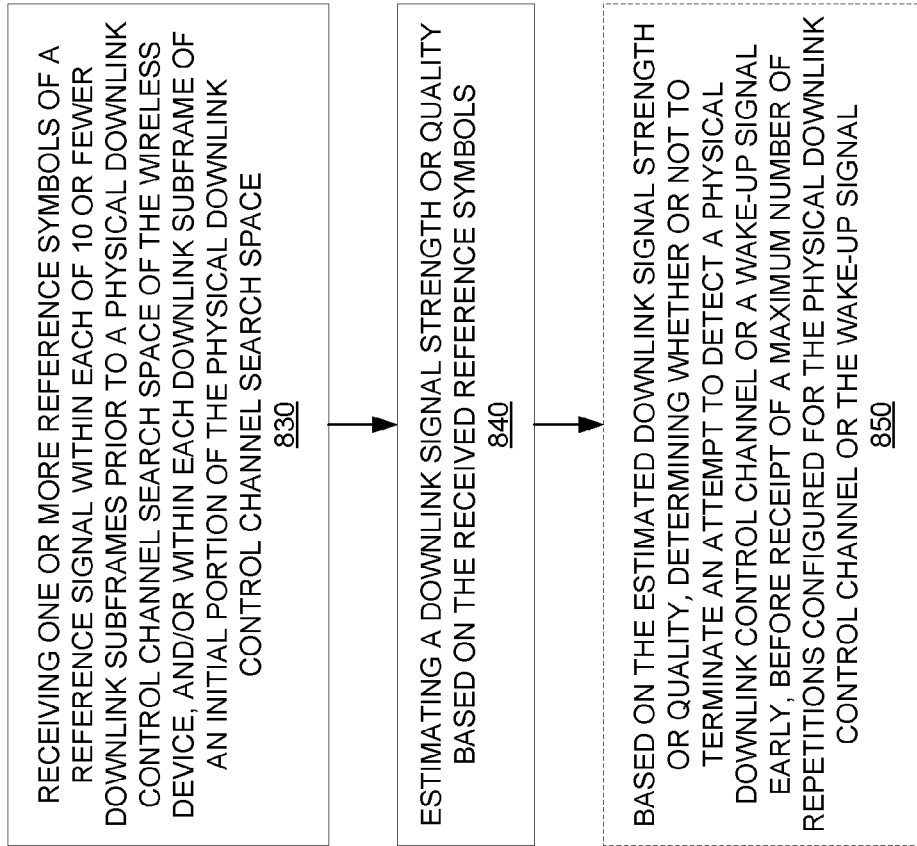 RECEIVING ONE OR MORE REFERENCE SYMBOLS OF A
REFERENCE SIGNAL WITHIN EACH OF 10 OR FEWER
DOWNLINK SUBFRAMES PRIOR TO A PHYSICAL DOWNLINK
CONTROL CHANNEL SEARCH SPACE OF THE WIRELESS
DEVICE, AND/OR WITHIN EACH DOWNLINK SUBFRAME OF
AN INITIAL PORTION OF THE PHYSICAL DOWNLINK
CONTROL CHANNEL SEARCH SPACE
830
ESTIMATING A DOWNLINK SIGNAL STRENGTH OR QUALITY
BASED ON THE RECEIVED REFERENCE SYMBOLS
840
BASED ON THE ESTIMATED DOWNLINK SIGNAL STRENGTH
OR QUALITY, DETERMINING WHETHER OR NOT TO
TERMINATE AN ATTEMPT TO DETECT A PHYSICAL
DOWNLINK CONTROL CHANNEL OR A WAKE-UP SIGNAL
EARLY, BEFORE RECEIPT OF A MAXIMUM NUMBER OF
REPETITIONS CONFIGURED FOR THE PHYSICAL DOWNLINK
CONTROL CHANNEL OR THE WAKE-UP SIGNAL
850